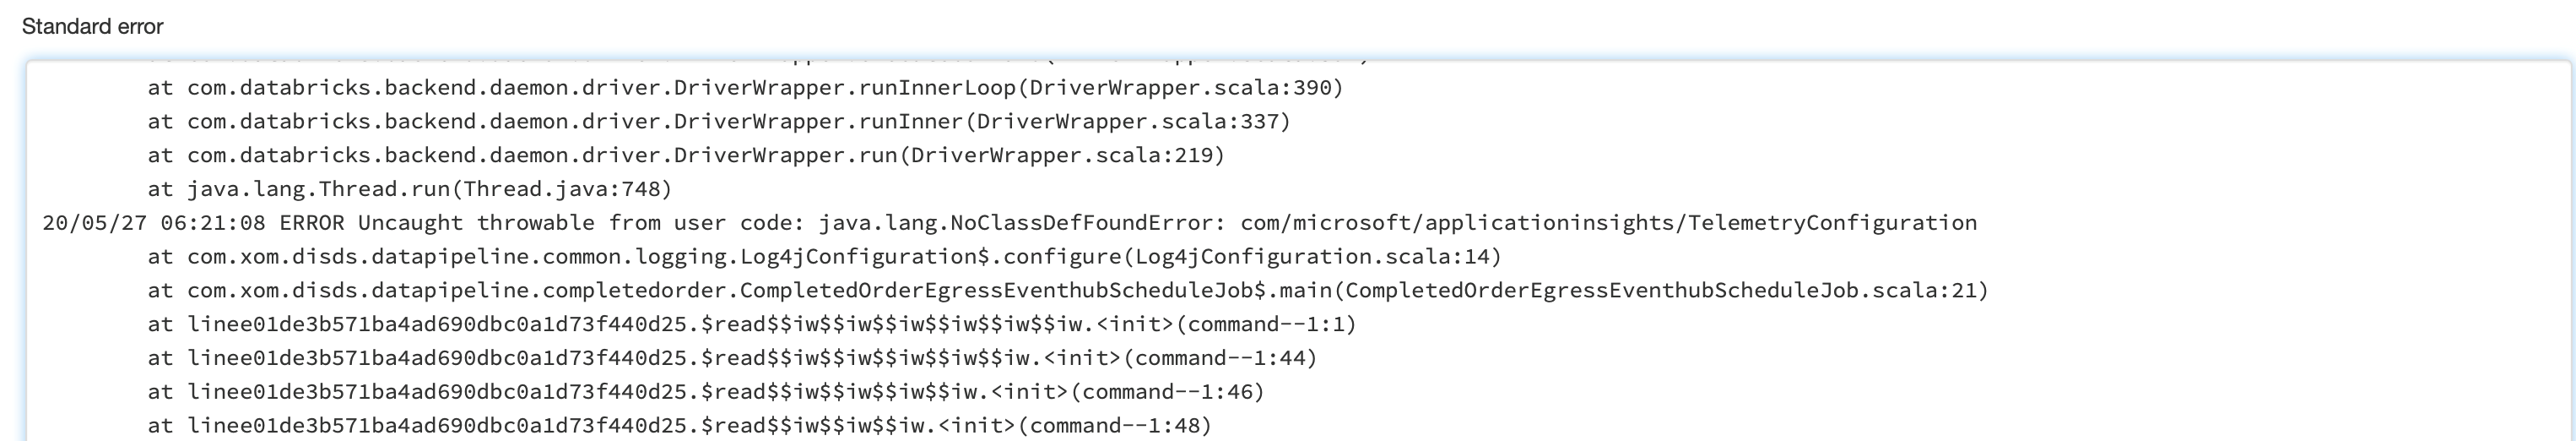 Standard error
at com.databricks.backend.daemon.driver.DriverWrapper.runInnerLoop(DriverWrapper.scala:390)
at com.databricks.backend.daemon.driver.DriverWrapper.runInner(DriverWrapper.scala:337)
at com.databricks.backend.daemon.driver.DriverWrapper.run(DriverWrapper.scala:219)
at java.lang.Thread.run(Thread.java:748)
20/05/27 06:21:08 ERROR Uncaught throwable from user code: java.lang.NoClassDefFoundError: com/microsoft/applicationinsights/TelemetryConfiguration
at com.xom.disds.datapipeline.common.logging.Log4jConfiguration$.configure(Log4jConfiguration.scala:14)
at com.xom.disds.datapipeline.completedorder.CompletedOrderEgressEventhubScheduleJob$.main(CompletedOrderEgressEventhubScheduleJob.scala:21)
at linee01de3b571ba4ad690dbc0a1d73f440d25.$read$$iw$$iw$$iw$$iw$$iw$$iw.<init>(command--1:1)
at linee01de3b571ba4ad690dbc0a1d73f440d25.$read$$iw$$iw$$iw$$iw$$iw.<init>(command--1:44)
at linee01de3b571ba4ad690dbc0a1d73f440d25.$read$$iw$$iw$$iw$$iw.<init>(command--1:46)
at linee01de3b571ba4ad690dbc0a1d73f440d25.$read$$iw$$iw$$iw.<init>(command--1:48)